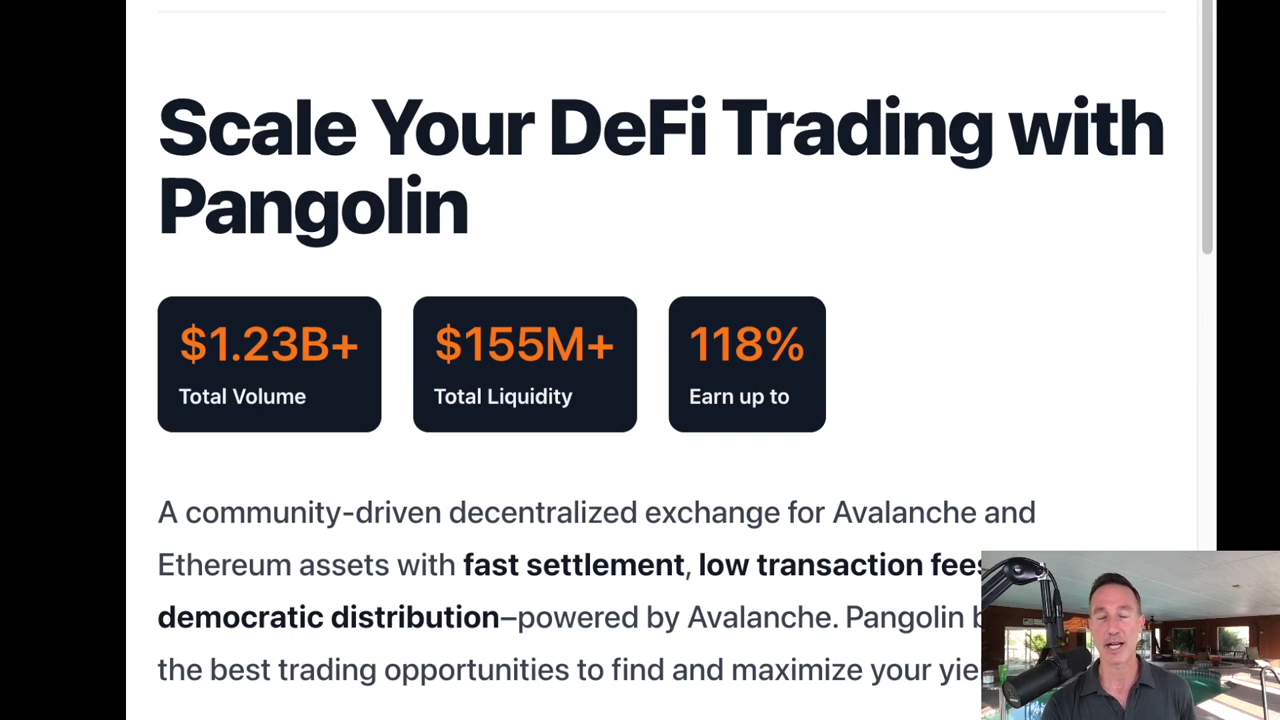 Scale Your DeFi Trading with
Pangolin
$1.23B+
Total Volume
$155M+
Total Liquidity
118%
Earn up to
A community-driven decentralized exchange for Avalanche and
Ethereum assets with fast settlement, low transaction fees
democratic distribution–powered by Avalanche. Pangolin
the best trading opportunities to find and maximize your